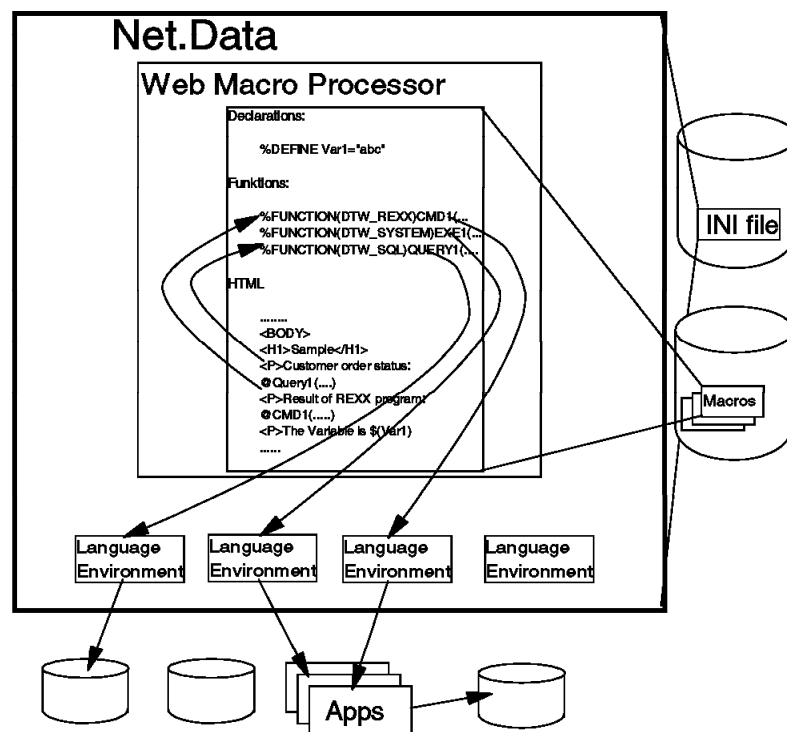 Net.Data
Web Macro Processor
Declarations:
%DEFINE Var1="abc"
Funktions:
%FUNCTION(DTW_REXX)CMD1(...
%FUNCTION(DTW_SYSTEM)EXE1(...
%FUNCTION(DTW_SQL)QUERY1(....
HTML
........
<BODY>
<H1>Sample</H1>
<P>Customer order status:
@Query1(....)
<P>Result of REXX program:
@CMD1(.....)
<P>The Variable is $(Var1)
......
INI file
Macros
Language
Environment
Language
Environment
Language
Environment
Language
Environment
Apps